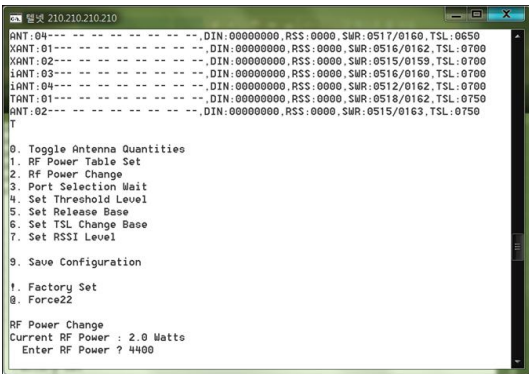 텔넷 210.210.210.210
ANT:04--- -- -- -- -- -- --,DIN:00000000,RSS:0000,SWR:0517/0160,TSL:0650
XANT:01--- -- -- -- -- -- --,DIN:00000000,RSS:0000,SWR:0516/0162,TSL:0700
XANT:02--- -- -- -- -- -- --,DIN:00000000,RSS:0000,SWR:0515/0159,TSL:0700
iANT:03--- -- -- -- -- -- --,DIN:00000000,RSS:0000,SWR:0516/0160,TSL:0700
iANT:04--- -- -- -- -- -- --,DIN:00000000,RSS:0000,SWR:0512/0162,TSL:0700
TANT:01--- -- -- -- -- -- --,DIN:00000000,RSS:0000,SWR:0518/0162,TSL:0750
ANT:02--- -- -- -- -- -- --,DIN:00000000,RSS:0000,SWR:0515/0163,TSL:0750
T
0. Toggle Antenna Quantities
1. RF Power Table Set
2. Rf Power Change
3. Port Selection Wait
4. Set Threshold Level
5. Set Release Base
6. Set TSL Change Base
7. Set RSSI Level
9. Save Configuration
!. Factory Set
@. Force22
RF Power Change
Current RF Power : 2.0 Watts
Enter RF Power ? 4400